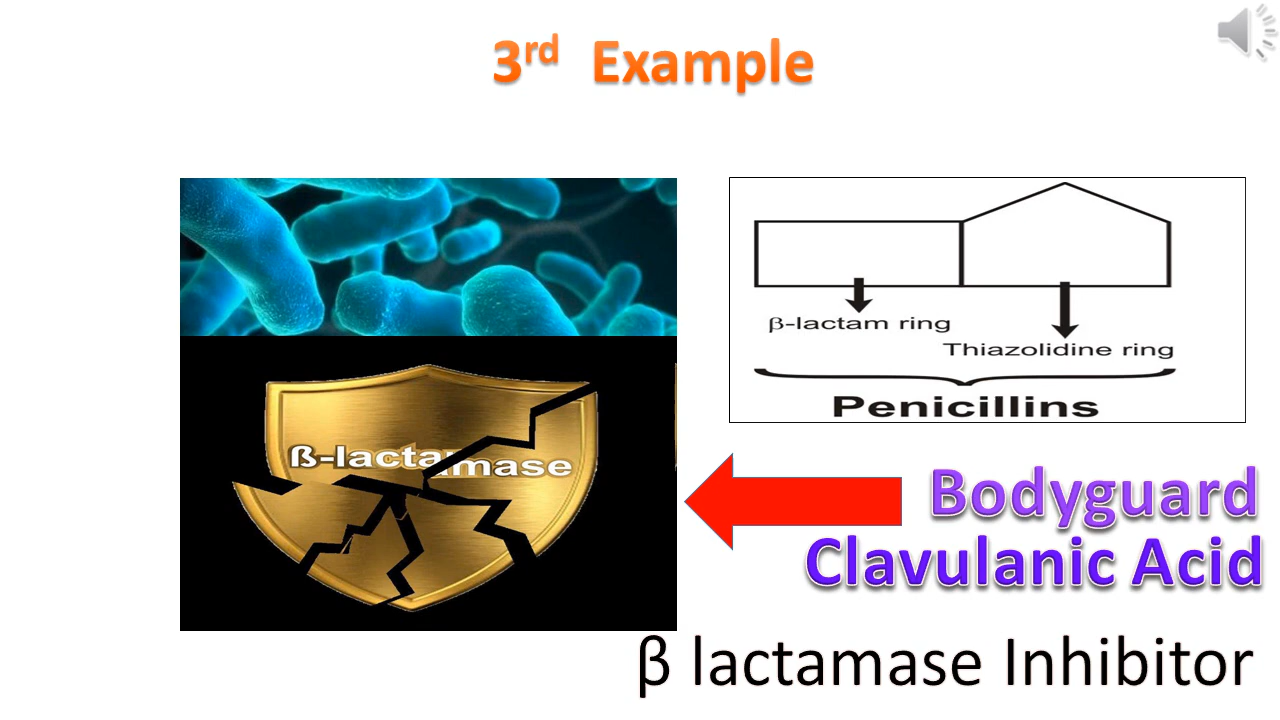 3rd Example
β-lactam ring
Thiazolidine ring
Penicillins
ß-lactamase
Bodyguard
Clavulanic Acid
β lactamase Inhibitor